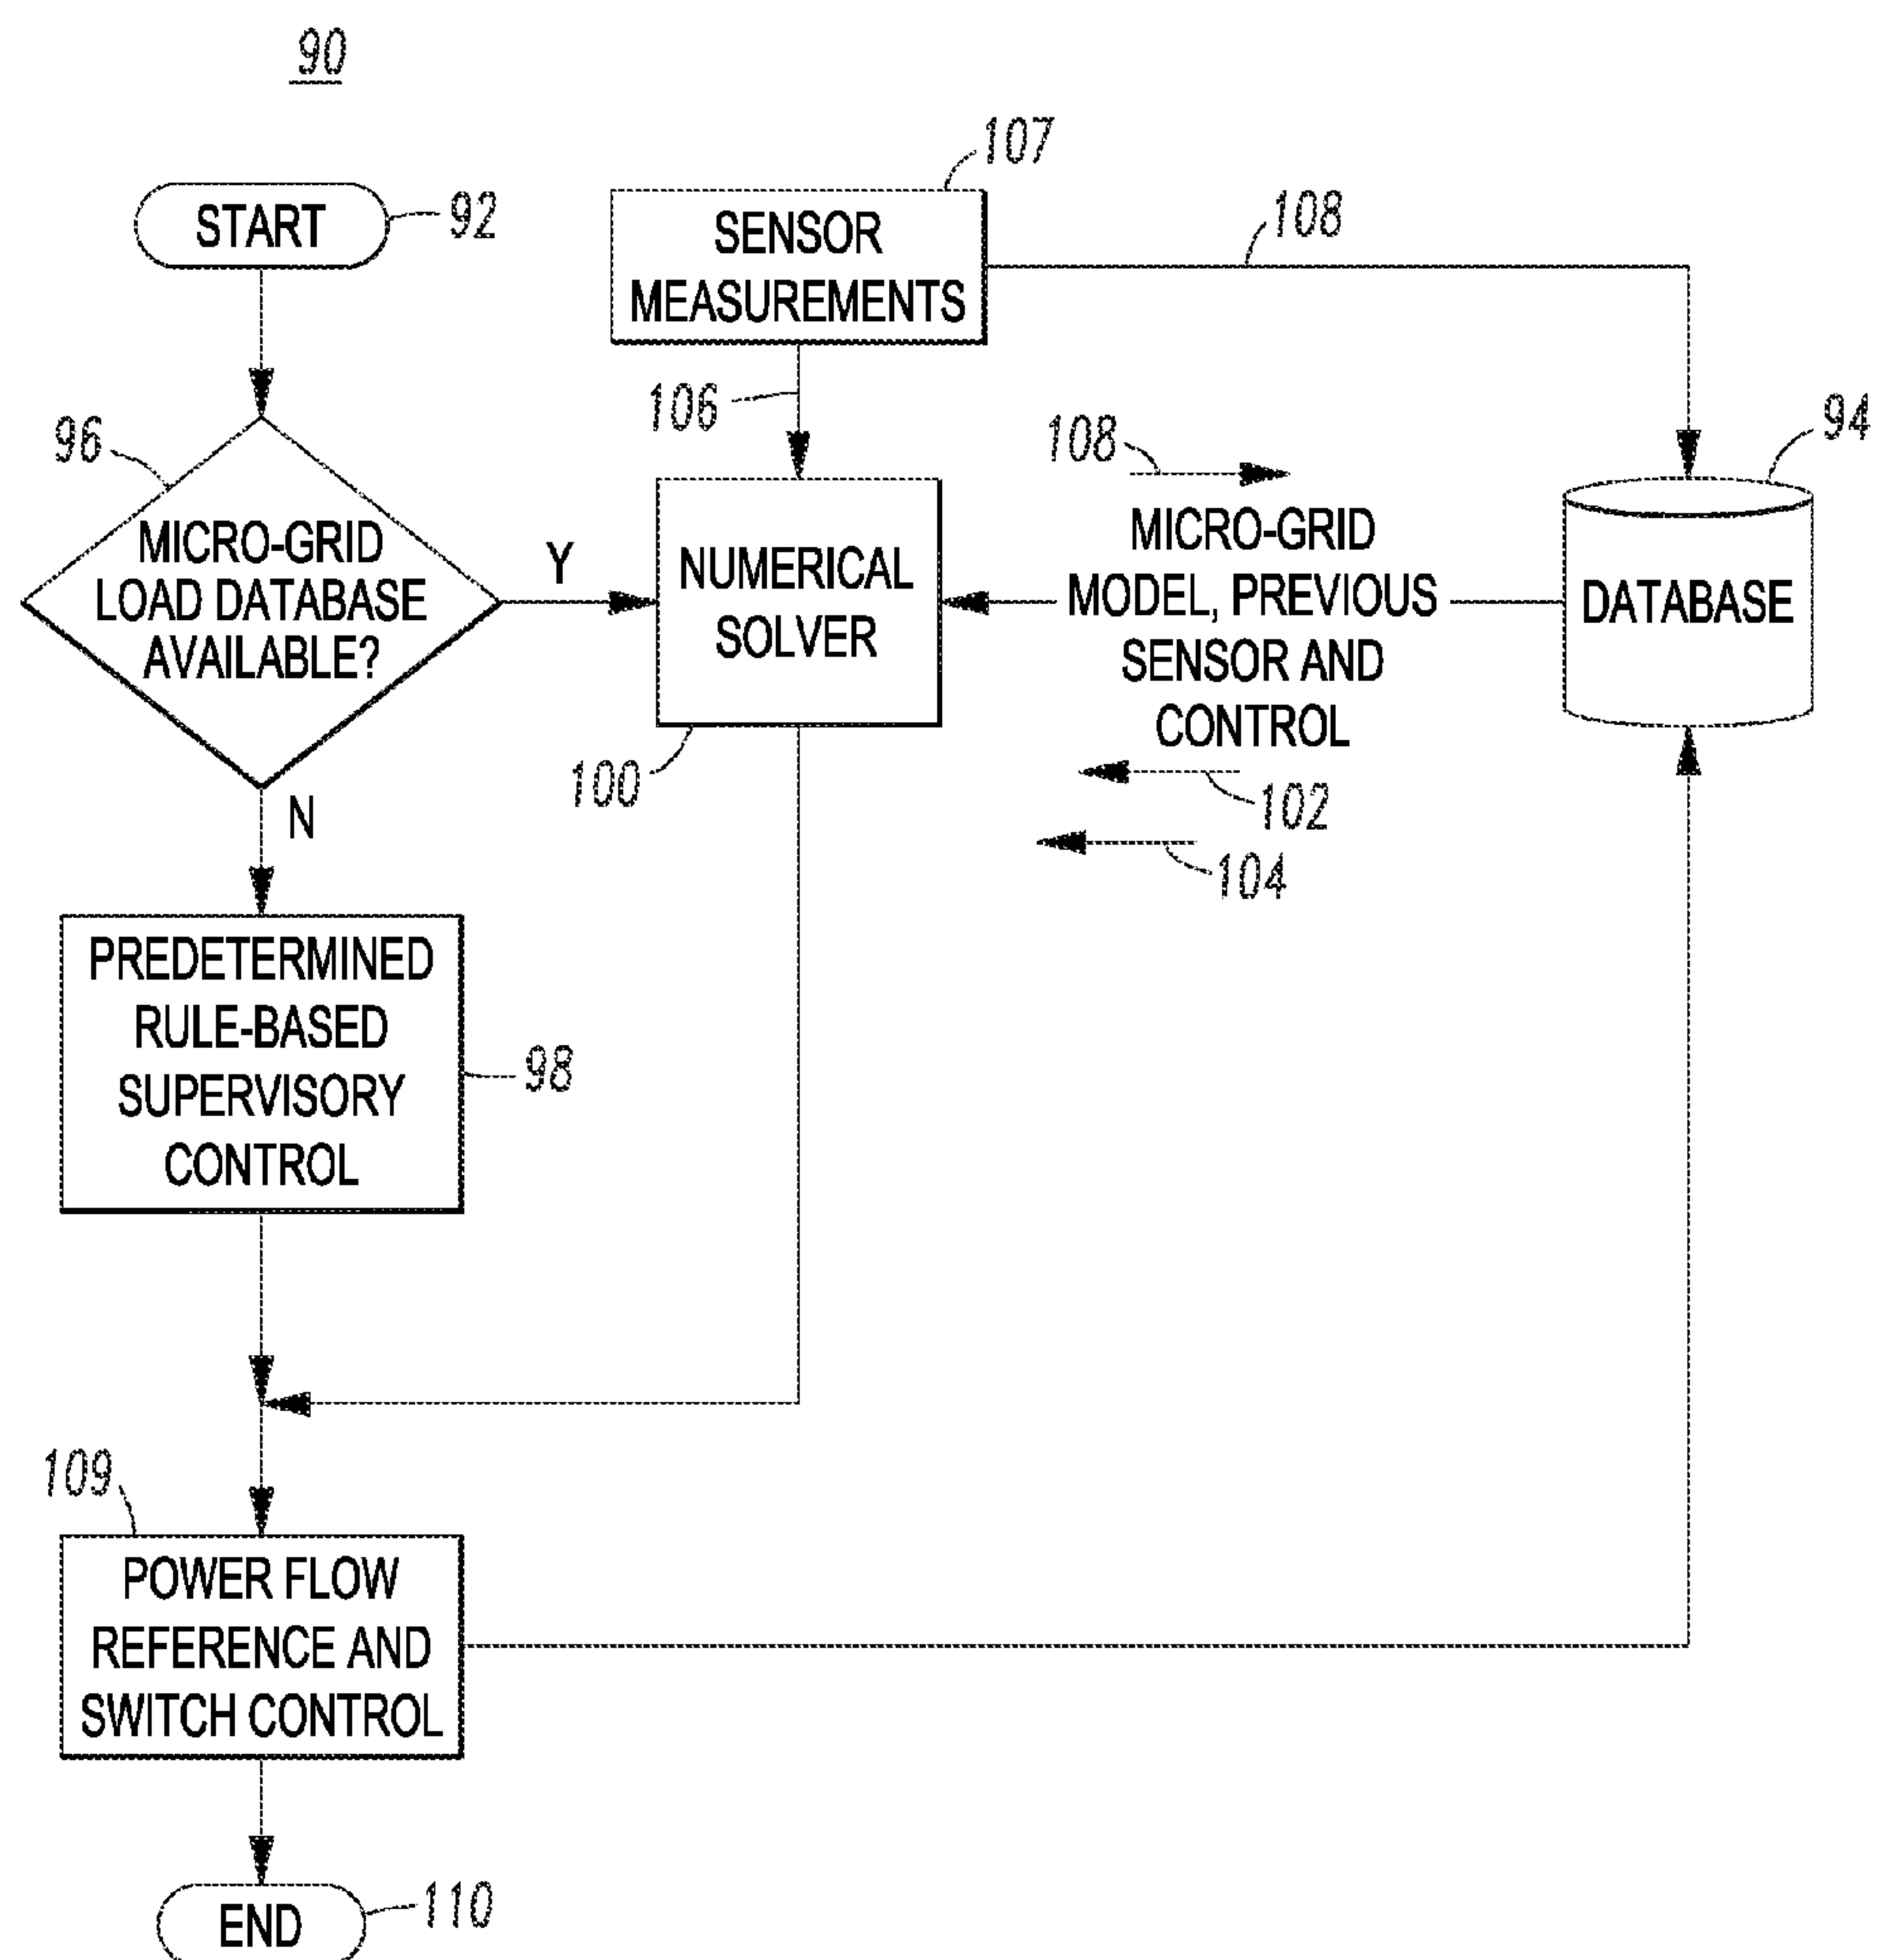 90
START
92
SENSOR
MEASUREMENTS
107
108
106
96
MICRO-GRID
LOAD DATABASE
AVAILABLE?
Y
N
NUMERICAL
SOLVER
100
108
MICRO-GRID
MODEL, PREVIOUS
SENSOR AND
CONTROL
102
104
94
DATABASE
PREDETERMINED
RULE-BASED
SUPERVISORY
CONTROL
98
109
POWER FLOW
REFERENCE AND
SWITCH CONTROL
END
110